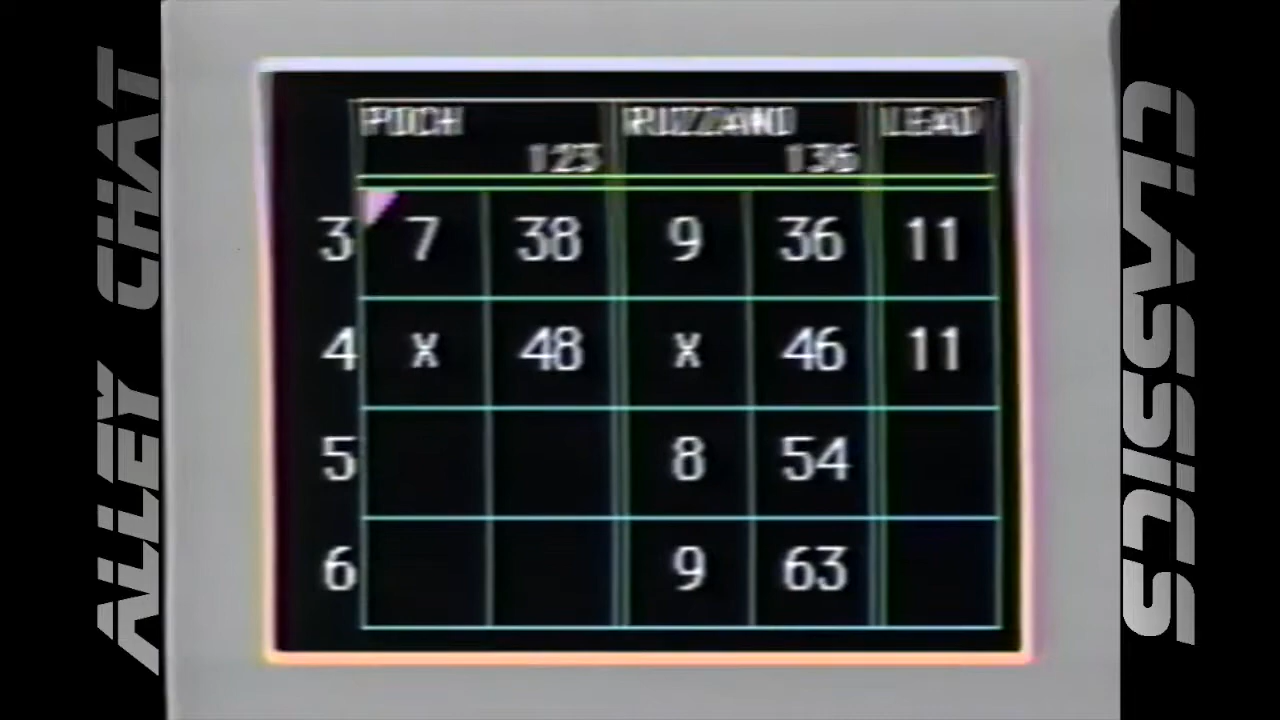 ALLEY CHAT
POCH RUZZANO LEAD
123 136
3 7 38 9 36 11
4 X 48 X 46 11
5 8 54
6 9 63
CLASSICS